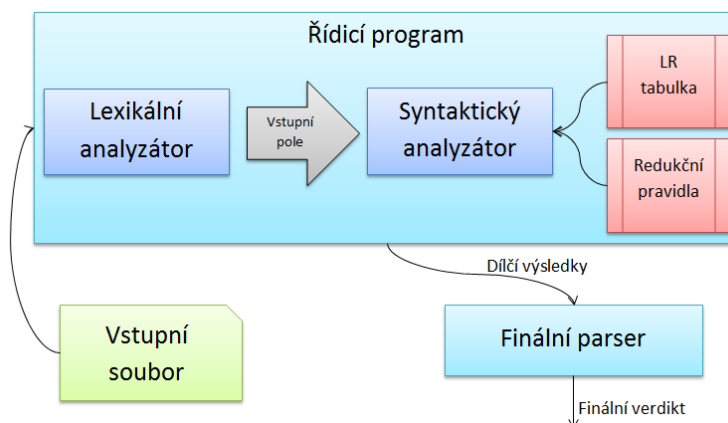 Řídicí program
Lexikální
analyzátor
Vstupní
pole
Syntaktický
analyzátor
LR
tabulka
Redukční
pravidla
Dílčí výsledky
Vstupní
soubor
Finální parser
Finální verdikt